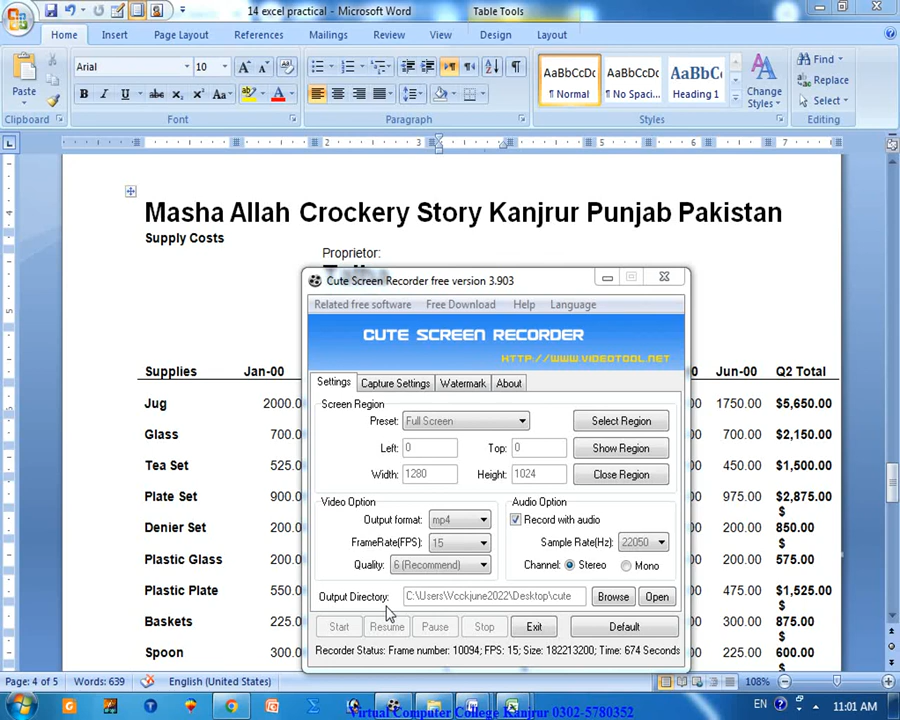 14 excel practical - Microsoft Word
Table Tools
Home Insert Page Layout References Mailings Review View Design Layout
Paste
Arial 10
AaBbCcDc AaBbCcDc AaBbCc
¶ Normal ¶ No Spaci... Heading 1
Change Styles
Find
Replace
Select
Clipboard Font Paragraph Styles Editing
2 3 5 6 7
Masha Allah Crockery Story Kanjrur Punjab Pakistan
Supply Costs
Proprietor:
Cute Screen Recorder free version 3.903
Related free software Free Download Help Language
CUTE SCREEN RECORDER
HTTP://WWW.VIDEOTOOL.NET
Settings Capture Settings Watermark About
Screen Region
Preset: Full Screen Select Region
Left: 0 Top: 0 Show Region
Width: 1280 Height: 1024 Close Region
Video Option Audio Option
Output format: mp4 Record with audio
FrameRate(FPS): 15 Sample Rate(Hz): 22050
Quality: 6 (Recommend) Channel: Stereo Mono
Output Directory: C:\Users\Vcckjune2022\Desktop\cute Browse Open
Start Resume Pause Stop Exit Default
Recorder Status: Frame number: 10094; FPS: 15; Size: 182213200; Time: 674 Seconds
Supplies Jan-00 Jun-00 Q2 Total
Jug 2000.0 1750.00 $5,650.00
Glass 700.0 700.00 $2,150.00
Tea Set 525.0 450.00 $1,500.00
Plate Set 900.0 975.00 $2,875.00
$
Denier Set 200.0 200.00 850.00
$
Plastic Glass 200.0 200.00 575.00
Plastic Plate 550.0 475.00 $1,525.00
$
Baskets 225.0 300.00 875.00
$
Spoon 225.00 600.00
$
Page: 4 of 5 Words: 639 English (United States) 108%
Virtual Computer College Kanjrur 0302-5780352
EN 11:01 AM